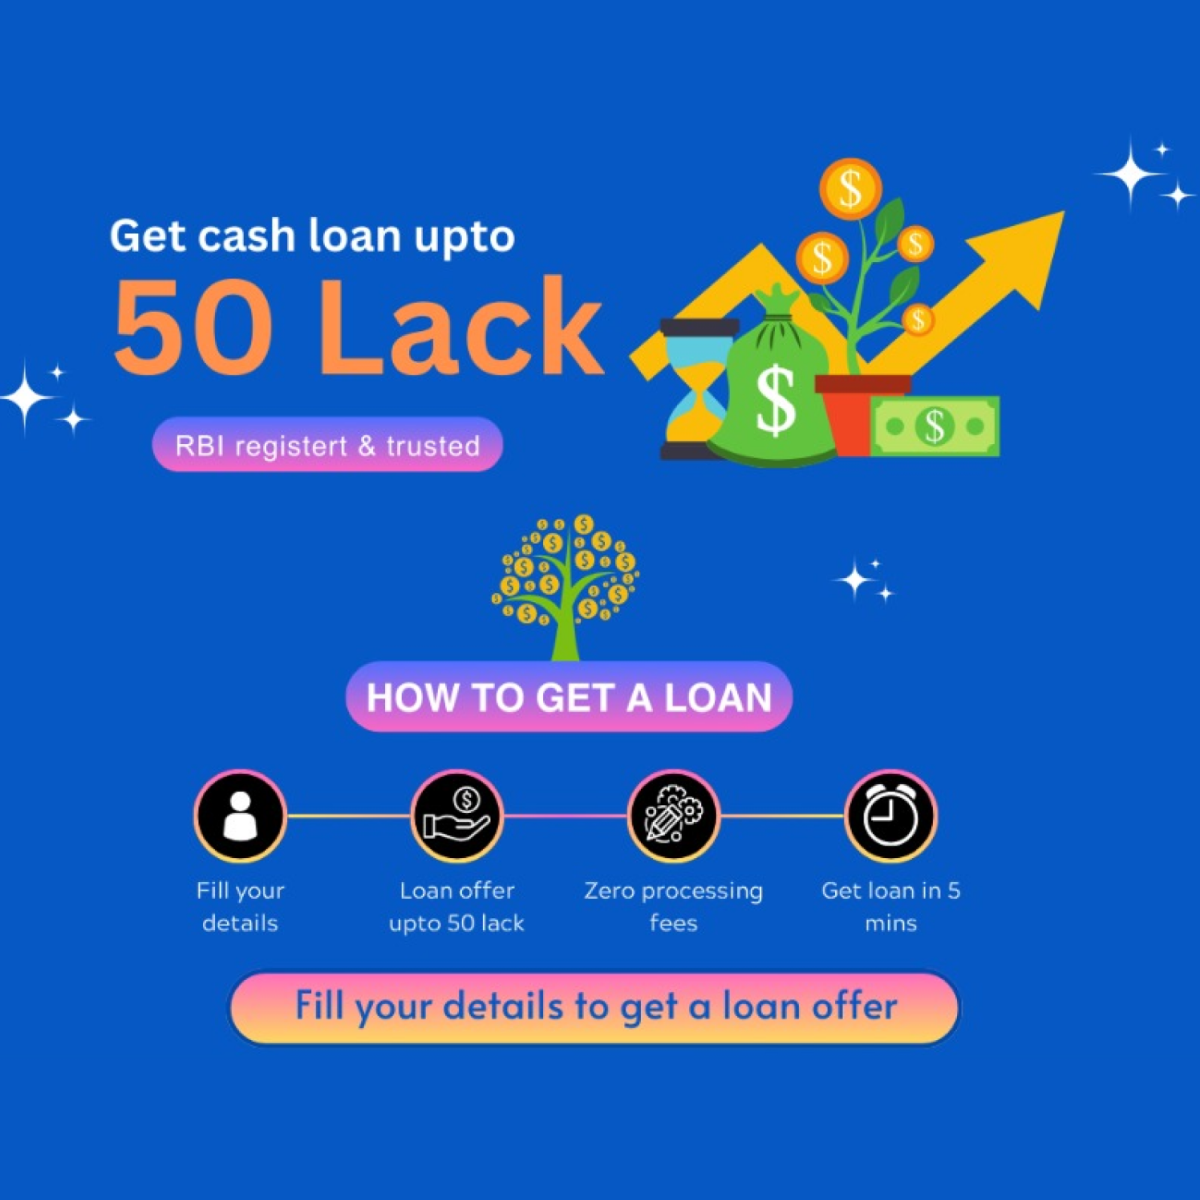 Get cash loan upto
50 Lack
RBI registert & trusted
$
$
$
$
$
$
HOW TO GET A LOAN
Fill your
details
Loan offer
upto 50 lack
Zero processing
fees
Get loan in 5
mins
Fill your details to get a loan offer